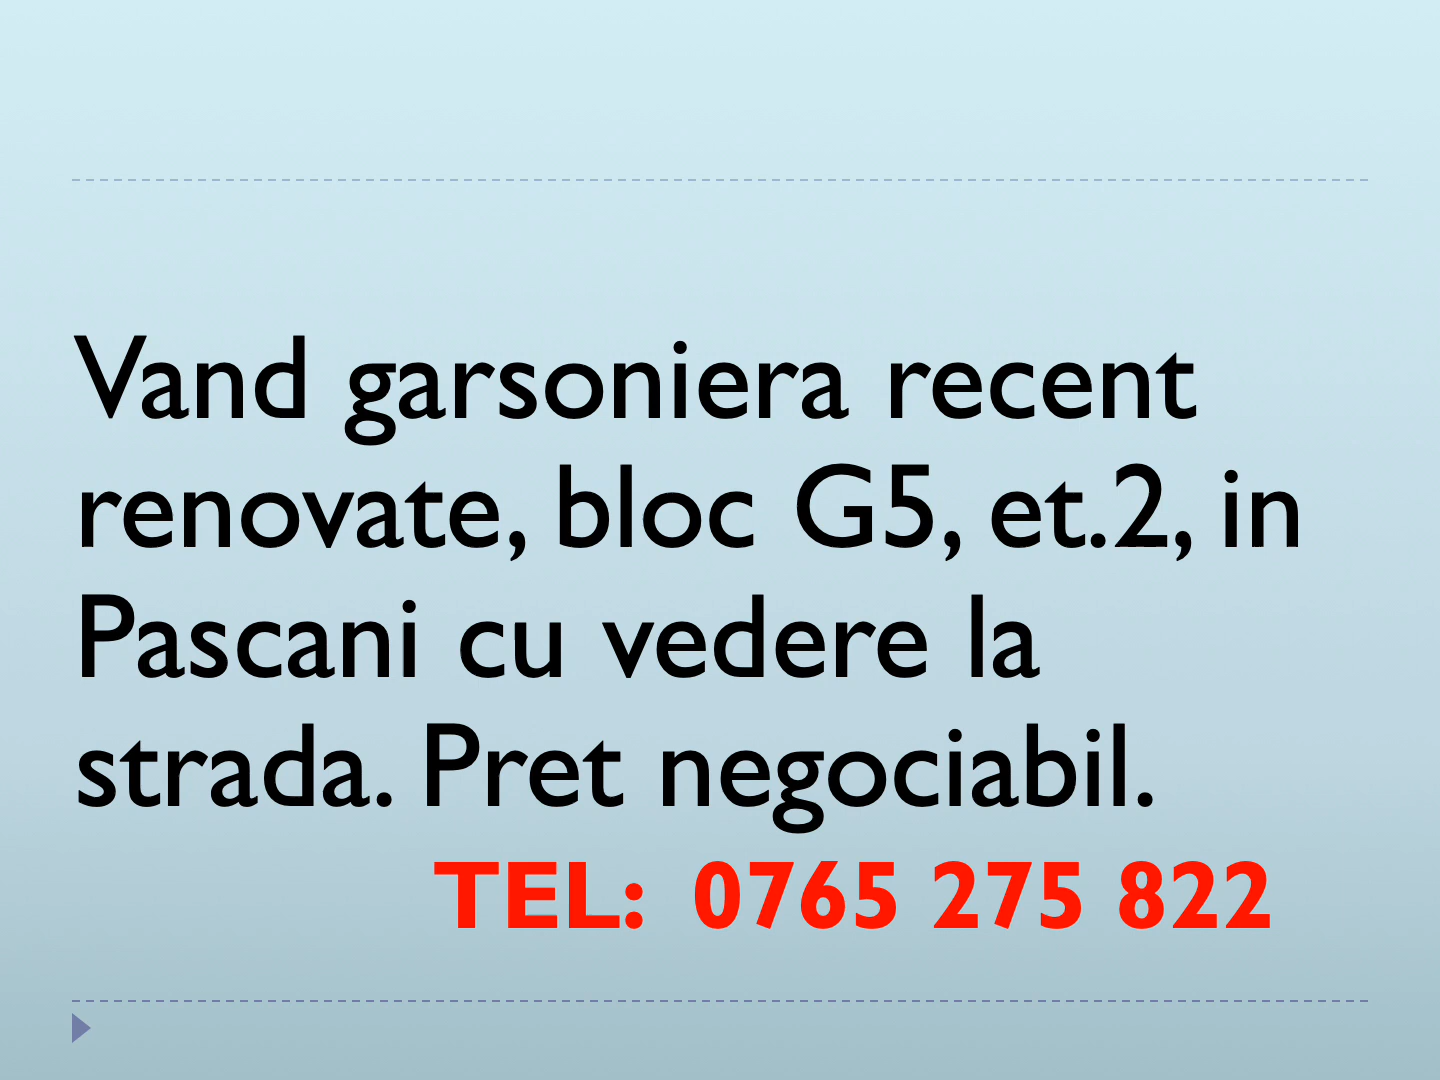 Vand garsoniera recent
renovate, bloc G5, et.2, in
Pascani cu vedere la
strada. Pret negociabil.
TEL: 0765 275 822